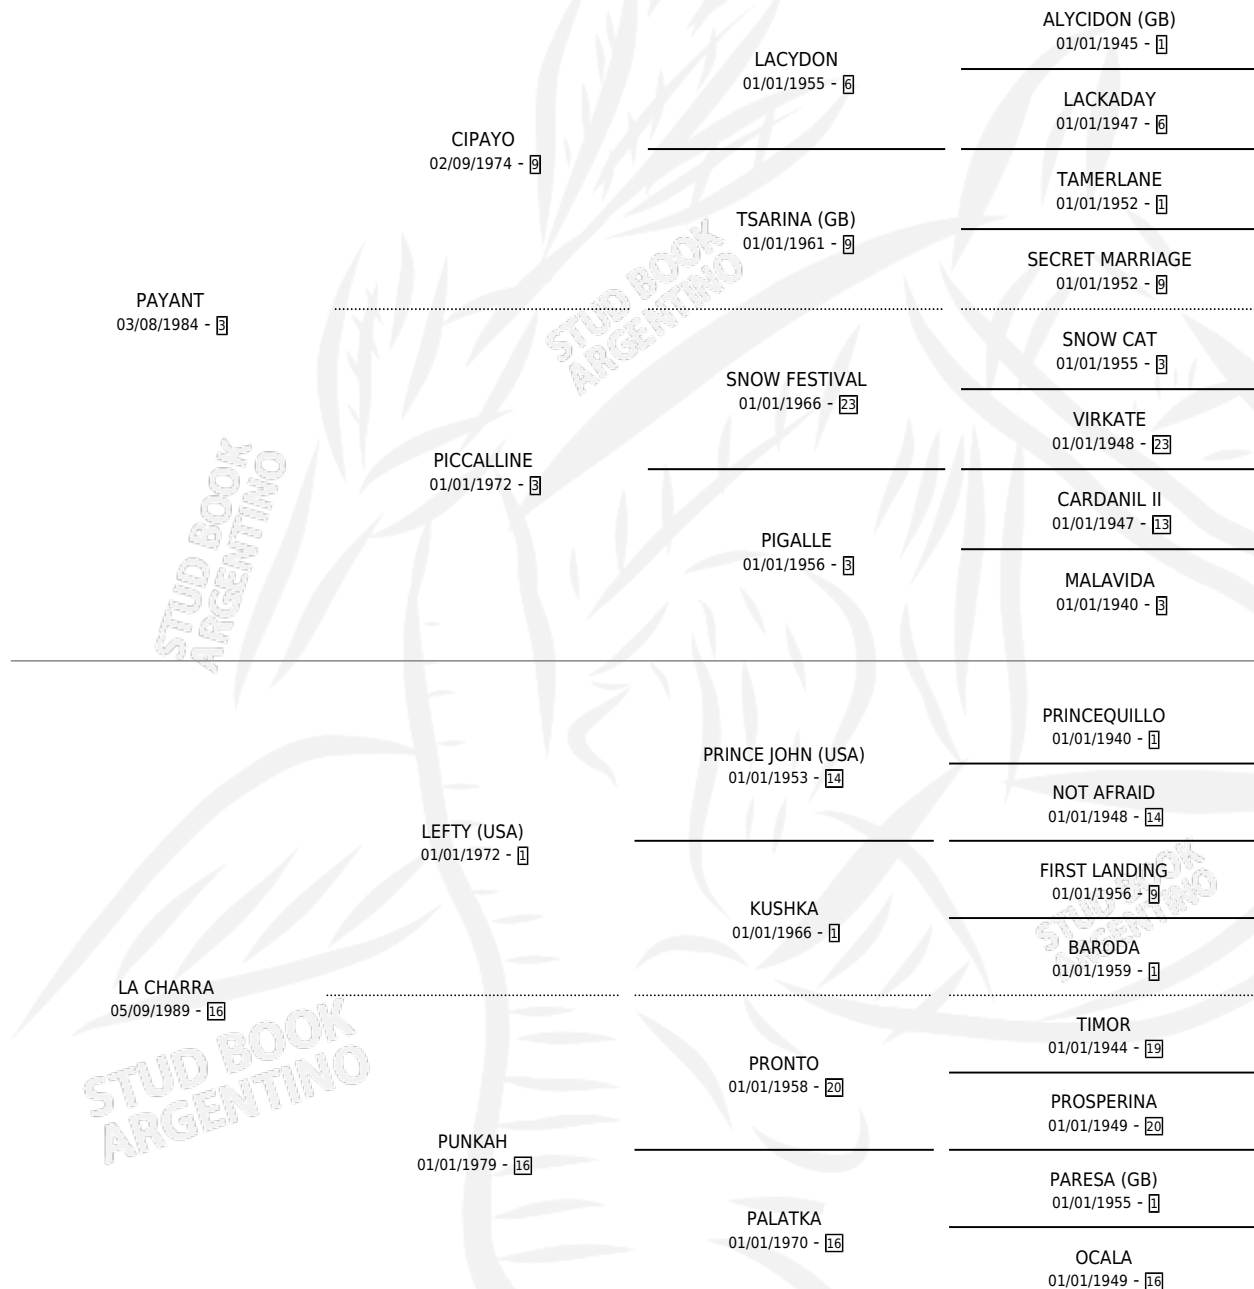 ALYCIDON (GB)
01/01/1945 - 1
LACYDON
01/01/1955 - 6
LACKADAY
01/01/1947 - 6
CIPAYO
02/09/1974 - 9
TAMERLANE
01/01/1952 - 1
TSARINA (GB)
01/01/1961 - 9
SECRET MARRIAGE
01/01/1952 - 9
PAYANT
03/08/1984 - 3
STUD BOOK
ARGENTINO
SNOW CAT
01/01/1955 - 3
SNOW FESTIVAL
01/01/1966 - 23
VIRKATE
01/01/1948 - 23
PICCALLINE
01/01/1972 - 3
CARDANIL II
01/01/1947 - 13
PIGALLE
01/01/1956 - 3
MALAVIDA
01/01/1940 - 3
STUD BOOK
ARGENTINO
PRINCEQUILLO
01/01/1940 - 1
PRINCE JOHN (USA)
01/01/1953 - 14
NOT AFRAID
01/01/1948 - 14
LEFTY (USA)
01/01/1972 - 1
FIRST LANDING
01/01/1956 - 9
KUSHKA
01/01/1966 - 1
BARODA
01/01/1959 - 1
STUD BOOK
ARGENTINO
LA CHARRA
05/09/1989 - 16
TIMOR
01/01/1944 - 19
PRONTO
01/01/1958 - 20
PROSPERINA
01/01/1949 - 20
STUD BOOK
ARGENTINO
PUNKAH
01/01/1979 - 16
PARESA (GB)
01/01/1955 - 1
PALATKA
01/01/1970 - 16
OCALA
01/01/1949 - 16